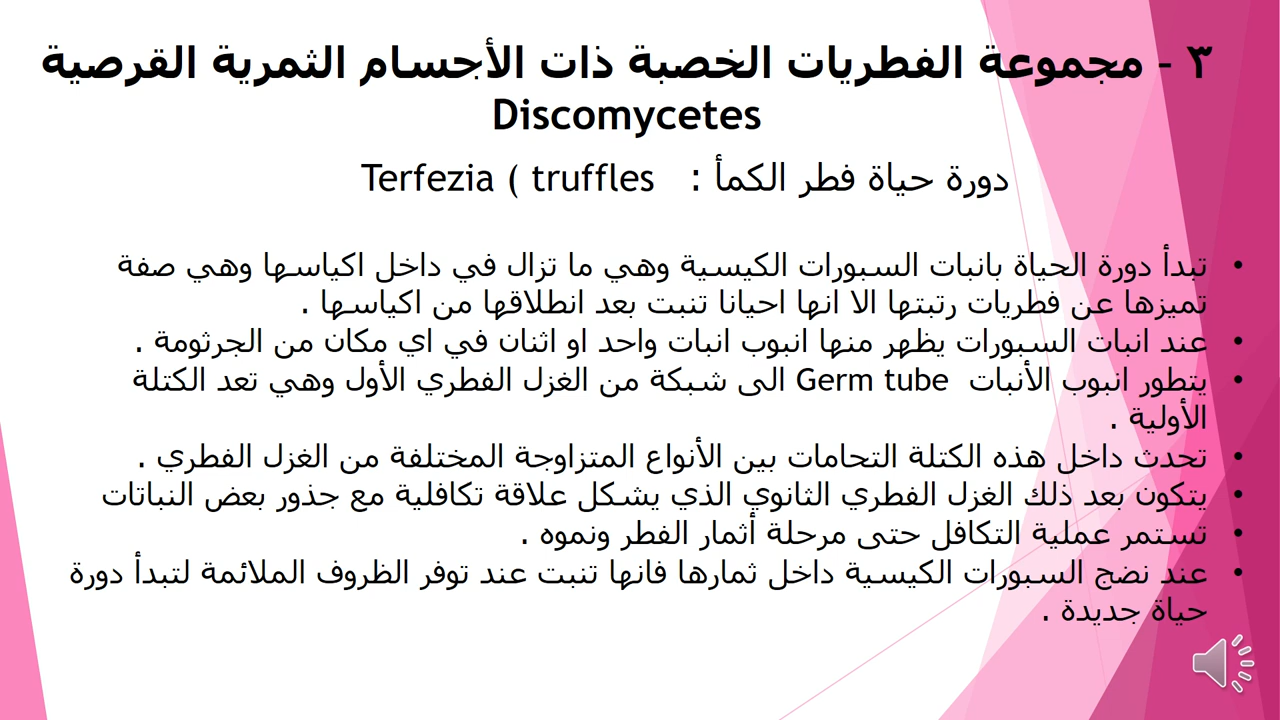 ٣ - مجموعة الفطريات الخصبة ذات الأجسام الثمرية القرصية
Discomycetes
دورة حياة فطر الكمأ : Terfezia ( truffles
• تبدأ دورة الحياة بانبات السبورات الكيسية وهي ما تزال في داخل اكياسها وهي صفة
تميزها عن فطريات رتبتها الا انها احيانا تنبت بعد انطلاقها من اكياسها .
• عند انبات السبورات يظهر منها انبوب انبات واحد او اثنان في اي مكان من الجرثومة .
• يتطور انبوب الأنبات Germ tube الى شبكة من الغزل الفطري الأول وهي تعد الكتلة
الأولية .
• تحدث داخل هذه الكتلة التحامات بين الأنواع المتزاوجة المختلفة من الغزل الفطري .
• يتكون بعد ذلك الغزل الفطري الثانوي الذي يشكل علاقة تكافلية مع جذور بعض النباتات
• تستمر عملية التكافل حتى مرحلة أثمار الفطر ونموه .
• عند نضج السبورات الكيسية داخل ثمارها فانها تنبت عند توفر الظروف الملائمة لتبدأ دورة
حياة جديدة .